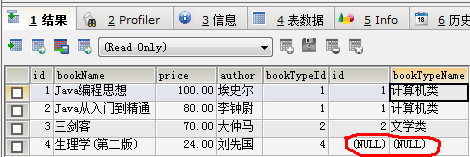 1 结果 2 Profiler 3 信息 4 表数据 5 Info 6 历史
(Read Only)
id bookName price author bookTypeId id bookTypeName
1 Java编程思想 100.00 埃史尔 1 1 计算机类
2 Java从入门到精通 80.00 李钟尉 1 1 计算机类
3 三剑客 70.00 大仲马 2 2 文学类
4 生理学(第二版) 24.00 刘先国 4 (NULL) (NULL)